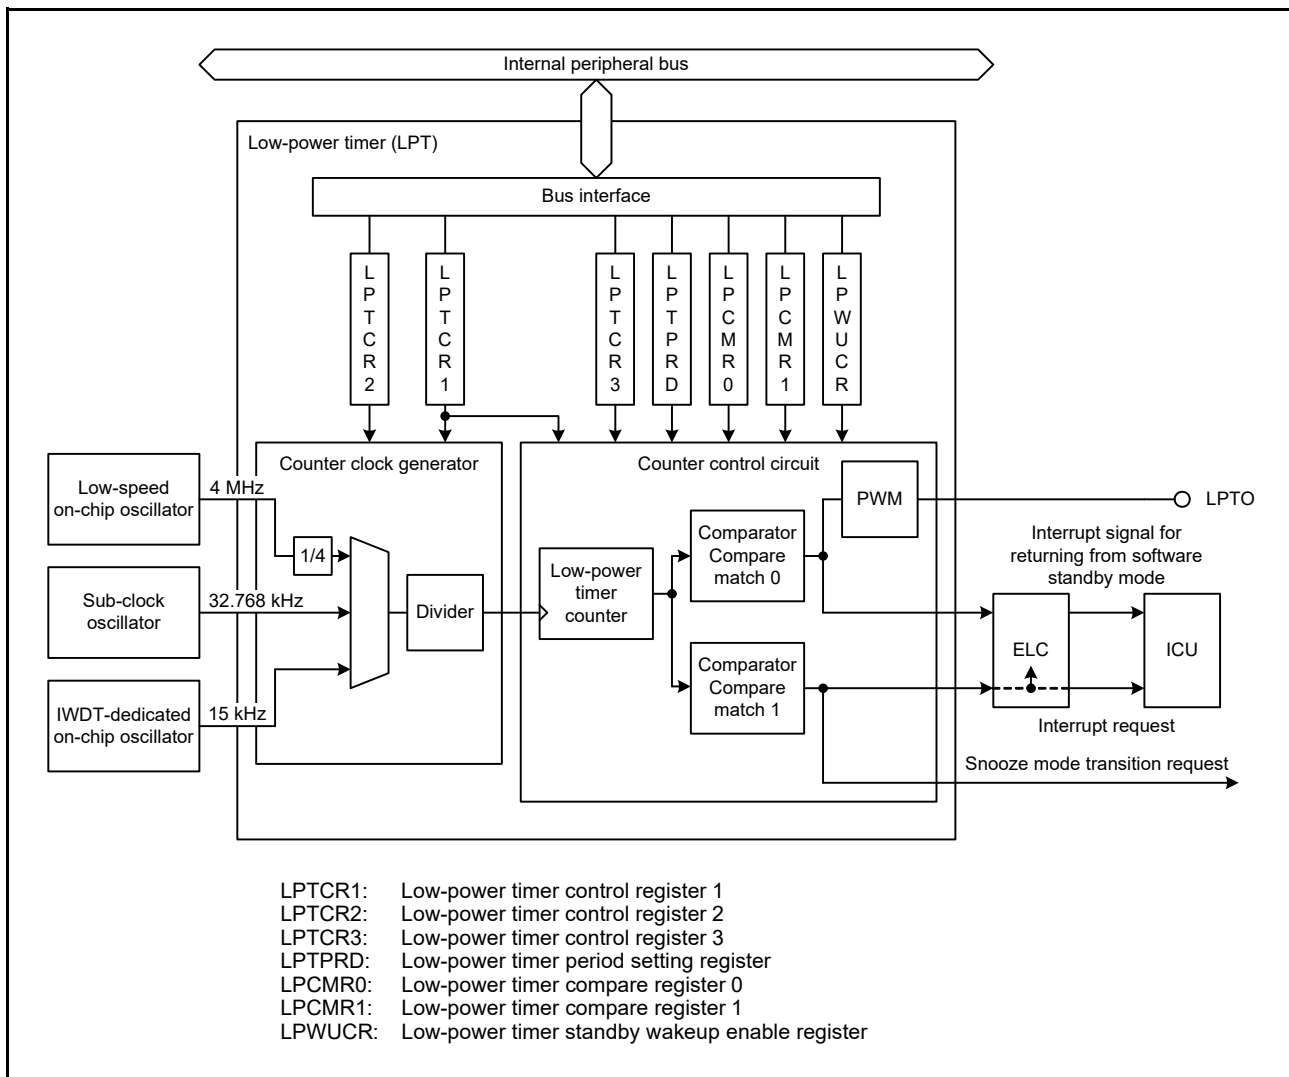 Internal peripheral bus
Low-power timer (LPT)
Bus interface
LPTCR2
LPTCR1
LPTCR3
LPTPRD
LPCMR0
LPCMR1
LPWUCR
Counter clock generator
Counter control circuit
Low-speed
on-chip oscillator
4 MHz
1/4
Sub-clock
oscillator
32.768 kHz
IWDT-dedicated
on-chip oscillator
15 kHz
Divider
Low-power
timer
counter
Comparator
Compare
match 0
Comparator
Compare
match 1
PWM
LPTO
Interrupt signal for
returning from software
standby mode
ELC
ICU
Interrupt request
Snooze mode transition request
LPTCR1: Low-power timer control register 1
LPTCR2: Low-power timer control register 2
LPTCR3: Low-power timer control register 3
LPTPRD: Low-power timer period setting register
LPCMR0: Low-power timer compare register 0
LPCMR1: Low-power timer compare register 1
LPWUCR: Low-power timer standby wakeup enable register